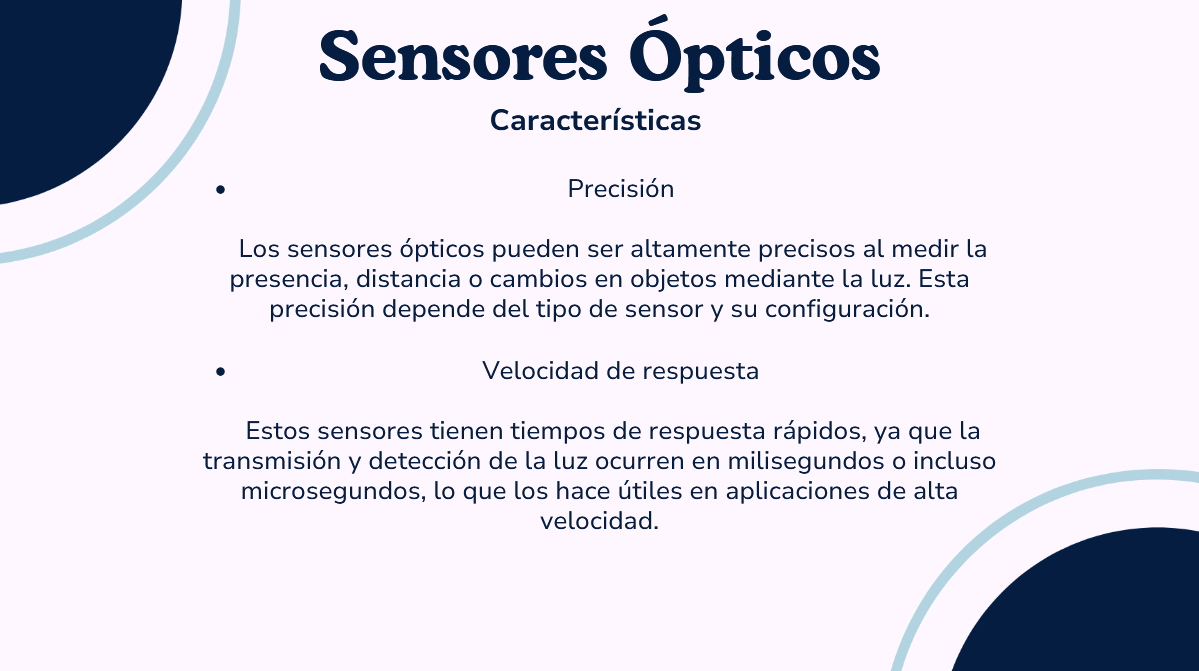 Sensores Ópticos
Características
• Precisión
Los sensores ópticos pueden ser altamente precisos al medir la
presencia, distancia o cambios en objetos mediante la luz. Esta
precisión depende del tipo de sensor y su configuración.
• Velocidad de respuesta
Estos sensores tienen tiempos de respuesta rápidos, ya que la
transmisión y detección de la luz ocurren en milisegundos o incluso
microsegundos, lo que los hace útiles en aplicaciones de alta
velocidad.